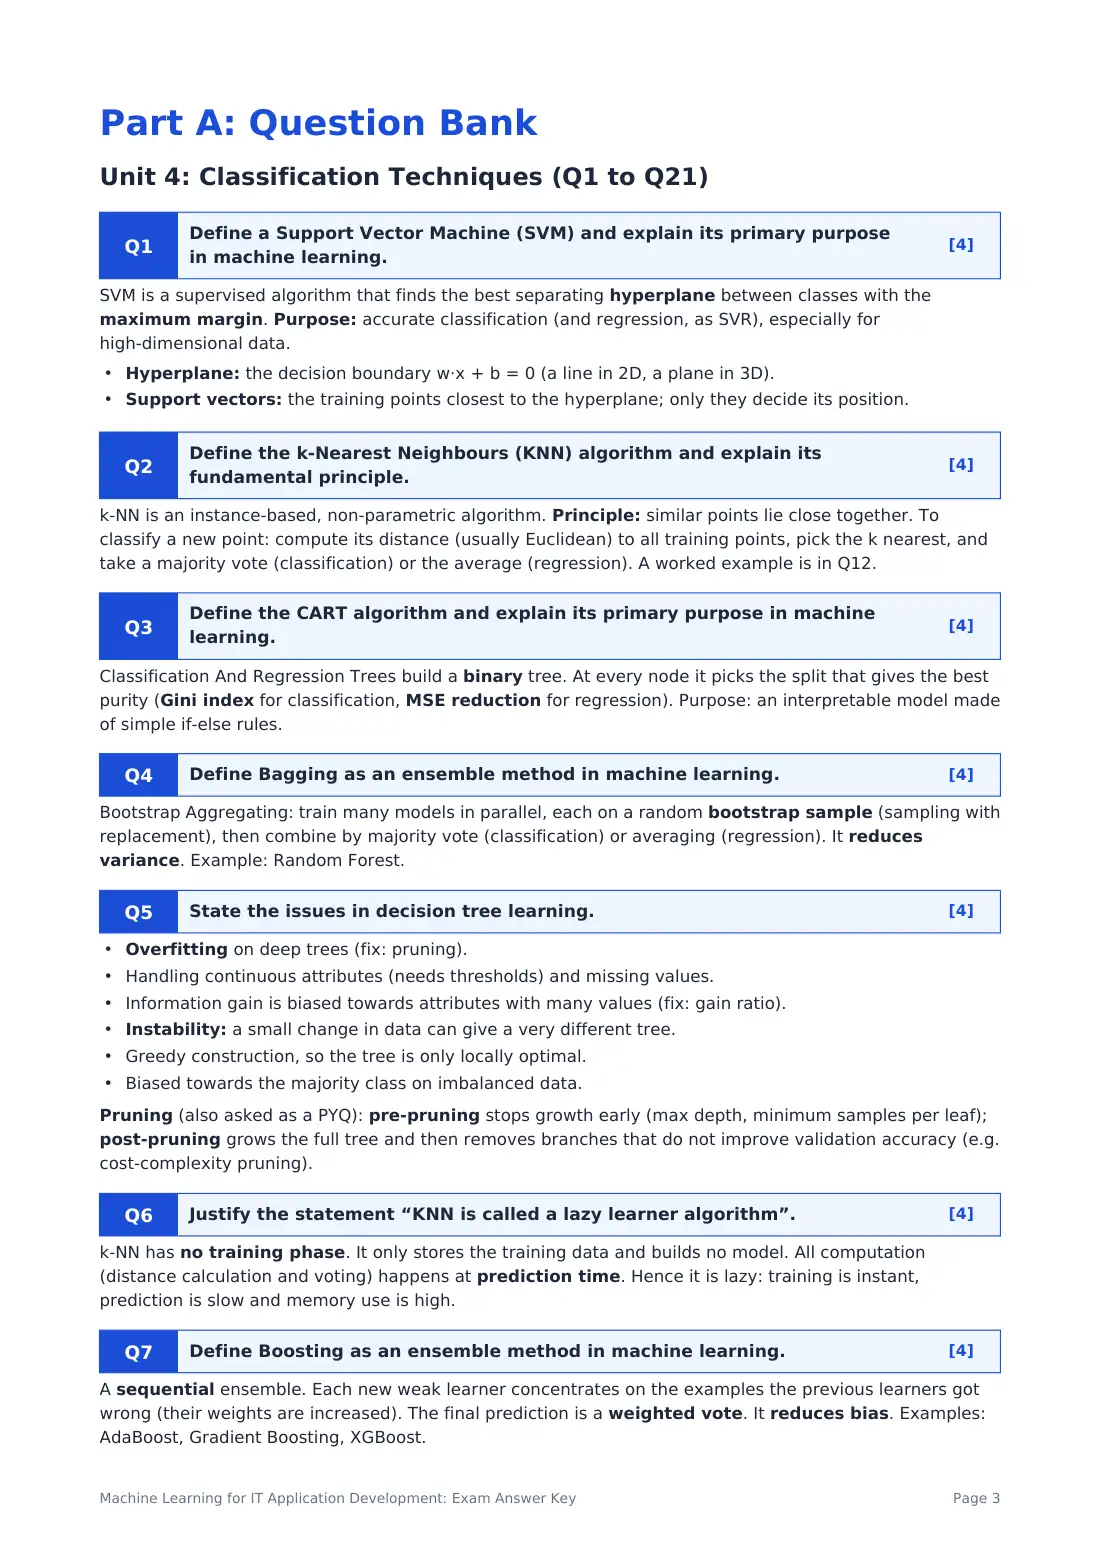 Part A: Question Bank
Unit 4: Classification Techniques (Q1 to Q21)
Q1
Define a Support Vector Machine (SVM) and explain its primary purpose
in machine learning.
[4]
SVM is a supervised algorithm that finds the best separating hyperplane between classes with the
maximum margin. Purpose: accurate classification (and regression, as SVR), especially for
high-dimensional data.
• Hyperplane: the decision boundary w·x + b = 0 (a line in 2D, a plane in 3D).
• Support vectors: the training points closest to the hyperplane; only they decide its position.
Q2
Define the k-Nearest Neighbours (KNN) algorithm and explain its
fundamental principle.
[4]
k-NN is an instance-based, non-parametric algorithm. Principle: similar points lie close together. To
classify a new point: compute its distance (usually Euclidean) to all training points, pick the k nearest, and
take a majority vote (classification) or the average (regression). A worked example is in Q12.
Q3
Define the CART algorithm and explain its primary purpose in machine
learning.
[4]
Classification And Regression Trees build a binary tree. At every node it picks the split that gives the best
purity (Gini index for classification, MSE reduction for regression). Purpose: an interpretable model made
of simple if-else rules.
Q4
Define Bagging as an ensemble method in machine learning.
[4]
Bootstrap Aggregating: train many models in parallel, each on a random bootstrap sample (sampling with
replacement), then combine by majority vote (classification) or averaging (regression). It reduces
variance. Example: Random Forest.
Q5
State the issues in decision tree learning.
[4]
• Overfitting on deep trees (fix: pruning).
• Handling continuous attributes (needs thresholds) and missing values.
• Information gain is biased towards attributes with many values (fix: gain ratio).
• Instability: a small change in data can give a very different tree.
• Greedy construction, so the tree is only locally optimal.
• Biased towards the majority class on imbalanced data.
Pruning (also asked as a PYQ): pre-pruning stops growth early (max depth, minimum samples per leaf);
post-pruning grows the full tree and then removes branches that do not improve validation accuracy (e.g.
cost-complexity pruning).
Q6
Justify the statement “KNN is called a lazy learner algorithm”.
[4]
k-NN has no training phase. It only stores the training data and builds no model. All computation
(distance calculation and voting) happens at prediction time. Hence it is lazy: training is instant,
prediction is slow and memory use is high.
Q7
Define Boosting as an ensemble method in machine learning.
[4]
A sequential ensemble. Each new weak learner concentrates on the examples the previous learners got
wrong (their weights are increased). The final prediction is a weighted vote. It reduces bias. Examples:
AdaBoost, Gradient Boosting, XGBoost.
Machine Learning for IT Application Development: Exam Answer Key
Page 3